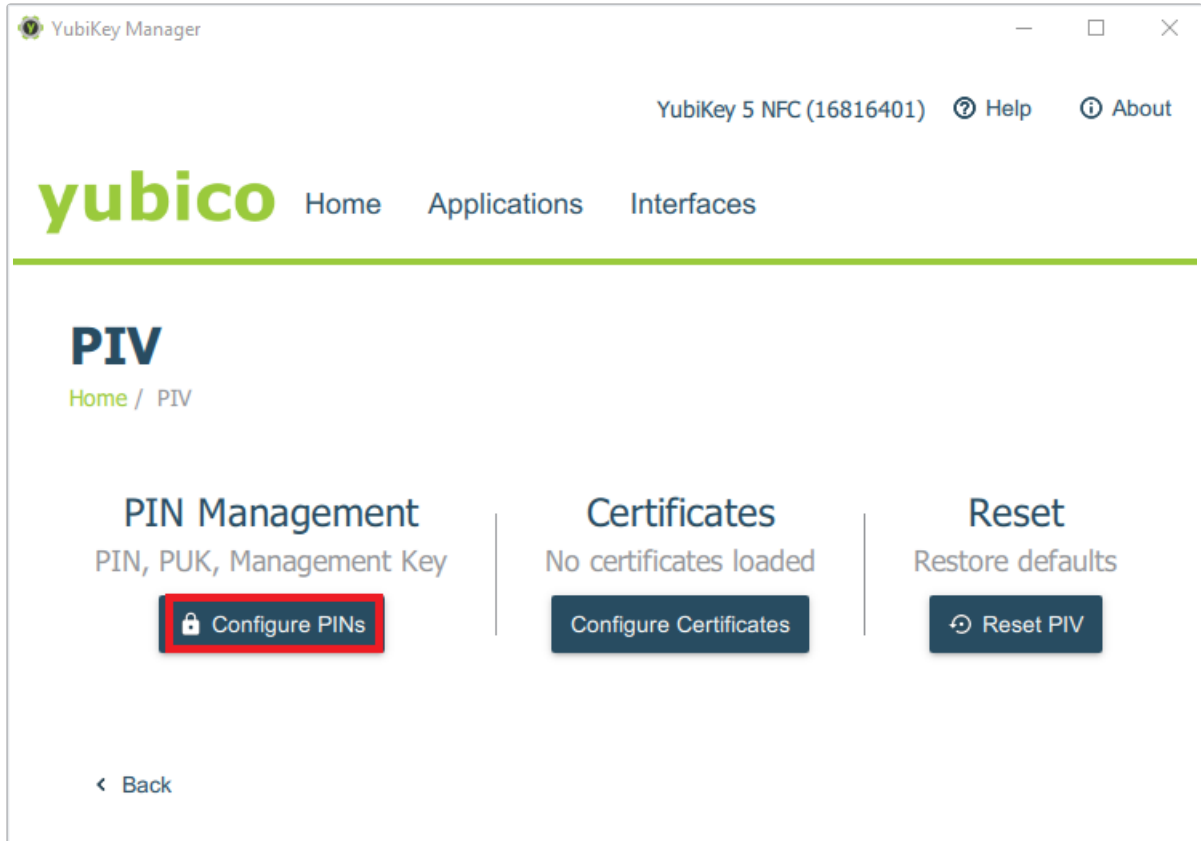 YubiKey Manager
YubiKey 5 NFC (16816401) Help About
yubico Home Applications Interfaces
PIV
Home / PIV
PIN Management Certificates Reset
PIN, PUK, Management Key No certificates loaded Restore defaults
Configure PINs Configure Certificates Reset PIV
Back